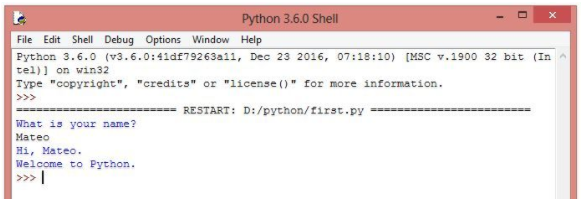 Python 3.6.0 Shell
File Edit Shell Debug Options Window Help
Python 3.6.0 (v3.6.0:41df79263a11, Dec 23 2016, 07:18:10) [MSC v.1900 32 bit (In
tel)] on win32
Type "copyright", "credits" or "license()" for more information.
>>>
======================== RESTART: D:/python/first.py ========================
What is your name?
Mateo
Hi, Mateo.
Welcome to Python.
>>>